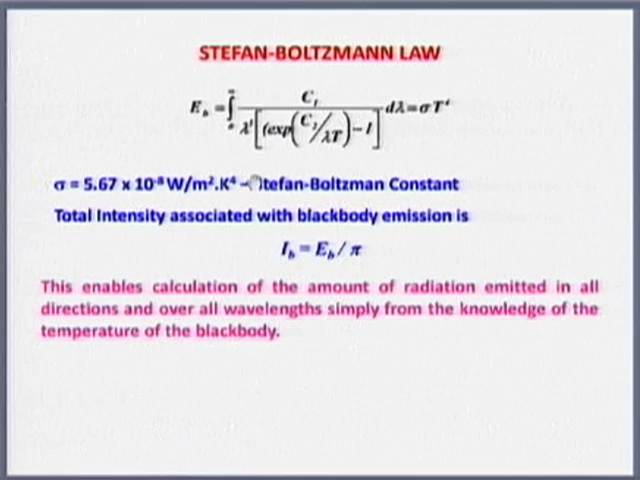 STEFAN-BOLTZMANN LAW
E_b = ∫_0^∞ C_1 / λ^5 [(exp(C_2/λT) − 1] dλ = σT^4
σ = 5.67 x 10^-8 W/m^2.K^4 – Stefan-Boltzman Constant
Total Intensity associated with blackbody emission is
I_b = E_b / π
This enables calculation of the amount of radiation emitted in all
directions and over all wavelengths simply from the knowledge of the
temperature of the blackbody.